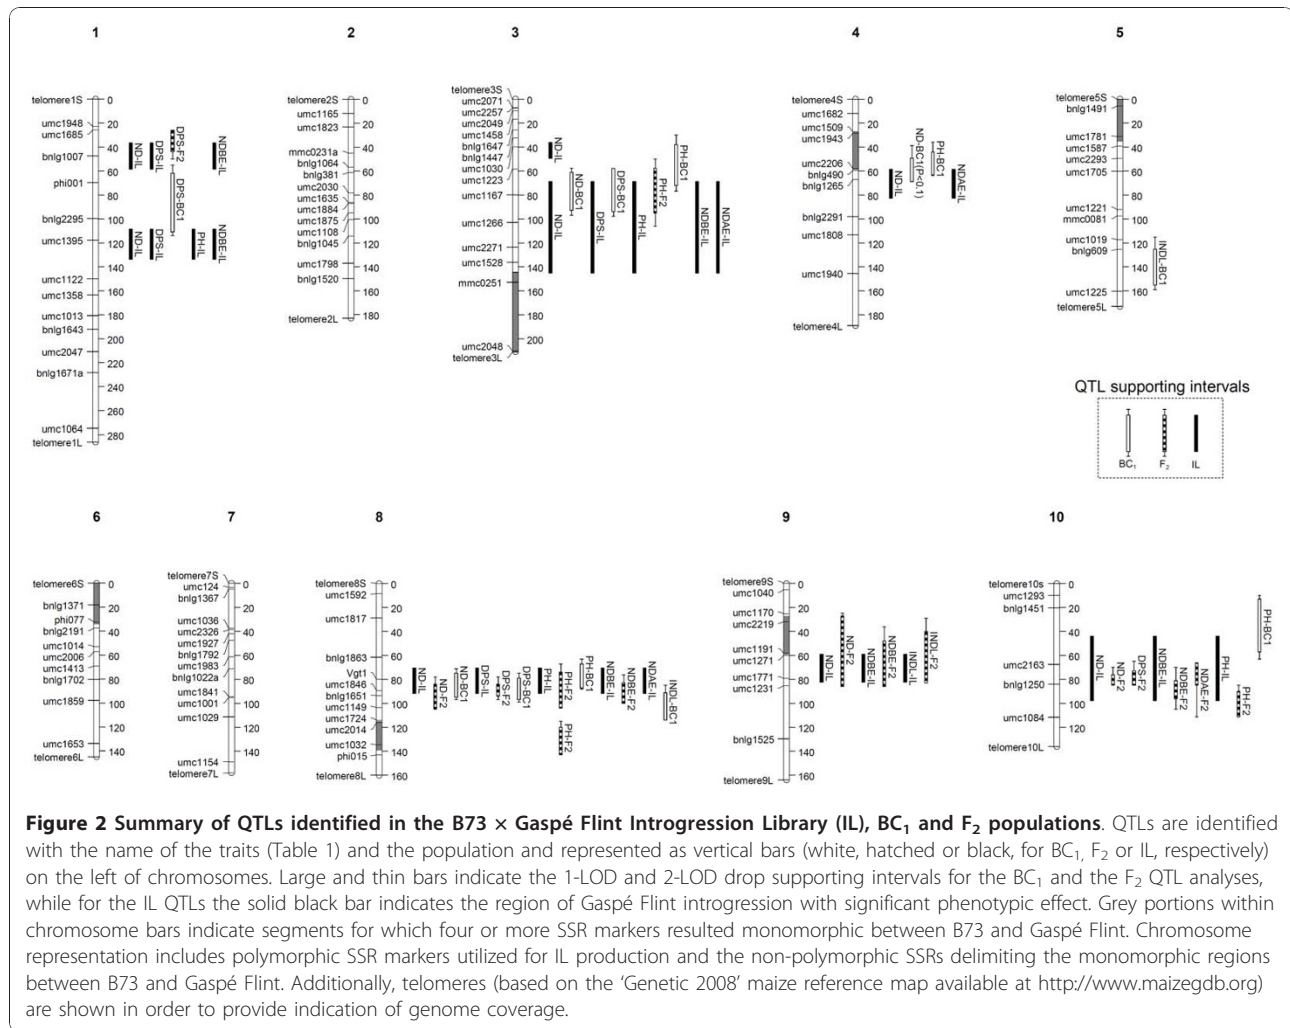 1
2
3
4
5
telomere1S
umc1948
umc1685
bnlg1007
phi001
bnlg2295
umc1395
umc1122
umc1358
umc1013
bnlg1643
umc2047
bnlg1671a
umc1064
telomere1L
0
20
40
60
80
100
120
140
160
180
200
220
240
260
280
ND-IL
DPS-IL
DPS-F2
DPS-BC1
NDBE-IL
ND-IL
DPS-IL
PH-IL
NDBE-IL
telomere2S
umc1165
umc1823
mmc0231a
bnlg1064
bnlg381
umc2030
umc1635
umc1884
umc1875
umc1108
bnlg1045
umc1798
bnlg1520
telomere2L
0
20
40
60
80
100
120
140
160
180
telomere3S
umc2071
umc2257
umc2049
umc1458
bnlg1647
bnlg1447
umc1030
umc1223
umc1167
umc1266
umc2271
umc1528
mmc0251
umc2048
telomere3L
0
20
40
60
80
100
120
140
160
200
ND-IL
ND-IL
ND-BC1
DPS-IL
DPS-BC1
PH-IL
PH-F2
PH-BC1
NDBE-IL
NDAE-IL
telomere4S
umc1682
umc1509
umc1943
umc2206
bnlg490
bnlg1265
bnlg2291
umc1808
umc1940
telomere4L
0
20
40
60
80
100
120
140
160
180
ND-IL
ND-BC1(P<0.1)
PH-BC1
NDAE-IL
telomere5S
bnlg1491
umc1781
umc1587
umc2293
umc1705
umc1221
mmc0081
umc1019
bnlg609
umc1225
telomere5L
0
20
40
60
80
100
120
140
160
INDL-BC1
QTL supporting intervals
BC1
F2
IL
6
7
8
9
10
telomere6S
bnlg1371
phi077
bnlg2191
umc1014
umc2006
umc1413
bnlg1702
umc1859
umc1653
telomere6L
0
20
40
60
80
100
120
140
telomere7S
umc124
bnlg1367
umc1036
umc2326
umc1927
bnlg1792
umc1983
bnlg1022a
umc1841
umc1001
umc1029
umc1154
telomere7L
0
20
40
60
80
100
120
140
telomere8S
umc1592
umc1817
bnlg1863
Vgt1
umc1846
bnlg1651
umc1149
umc1724
umc2014
umc1032
phi015
telomere8L
0
20
40
60
80
100
120
140
160
ND-IL
ND-F2
ND-BC1
DPS-IL
DPS-F2
DPS-BC1
PH-IL
PH-F2
PH-F2
PH-BC1
NDBE-IL
NDBE-F2
NDAE-IL
INDL-BC1
telomere9S
umc1040
umc1170
umc2219
umc1191
umc1271
umc1771
umc1231
bnlg1525
telomere9L
0
20
40
60
80
100
120
140
160
ND-IL
ND-F2
NDBE-IL
NDBE-F2
INDL-IL
INDL-F2
telomere10s
umc1293
bnlg1451
umc2163
bnlg1250
umc1084
telomere10L
0
20
40
60
80
100
120
ND-IL
ND-F2
DPS-F2
NDBE-IL
NDBE-F2
NDAE-F2
PH-IL
PH-F2
PH-BC1
Figure 2 Summary of QTLs identified in the B73 × Gaspé Flint Introgression Library (IL), BC1 and F2 populations. QTLs are identified
with the name of the traits (Table 1) and the population and represented as vertical bars (white, hatched or black, for BC1, F2 or IL, respectively)
on the left of chromosomes. Large and thin bars indicate the 1-LOD and 2-LOD drop supporting intervals for the BC1 and the F2 QTL analyses,
while for the IL QTLs the solid black bar indicates the region of Gaspé Flint introgression with significant phenotypic effect. Grey portions within
chromosome bars indicate segments for which four or more SSR markers resulted monomorphic between B73 and Gaspé Flint. Chromosome
representation includes polymorphic SSR markers utilized for IL production and the non-polymorphic SSRs delimiting the monomorphic regions
between B73 and Gaspé Flint. Additionally, telomeres (based on the 'Genetic 2008' maize reference map available at http://www.maizegdb.org)
are shown in order to provide indication of genome coverage.